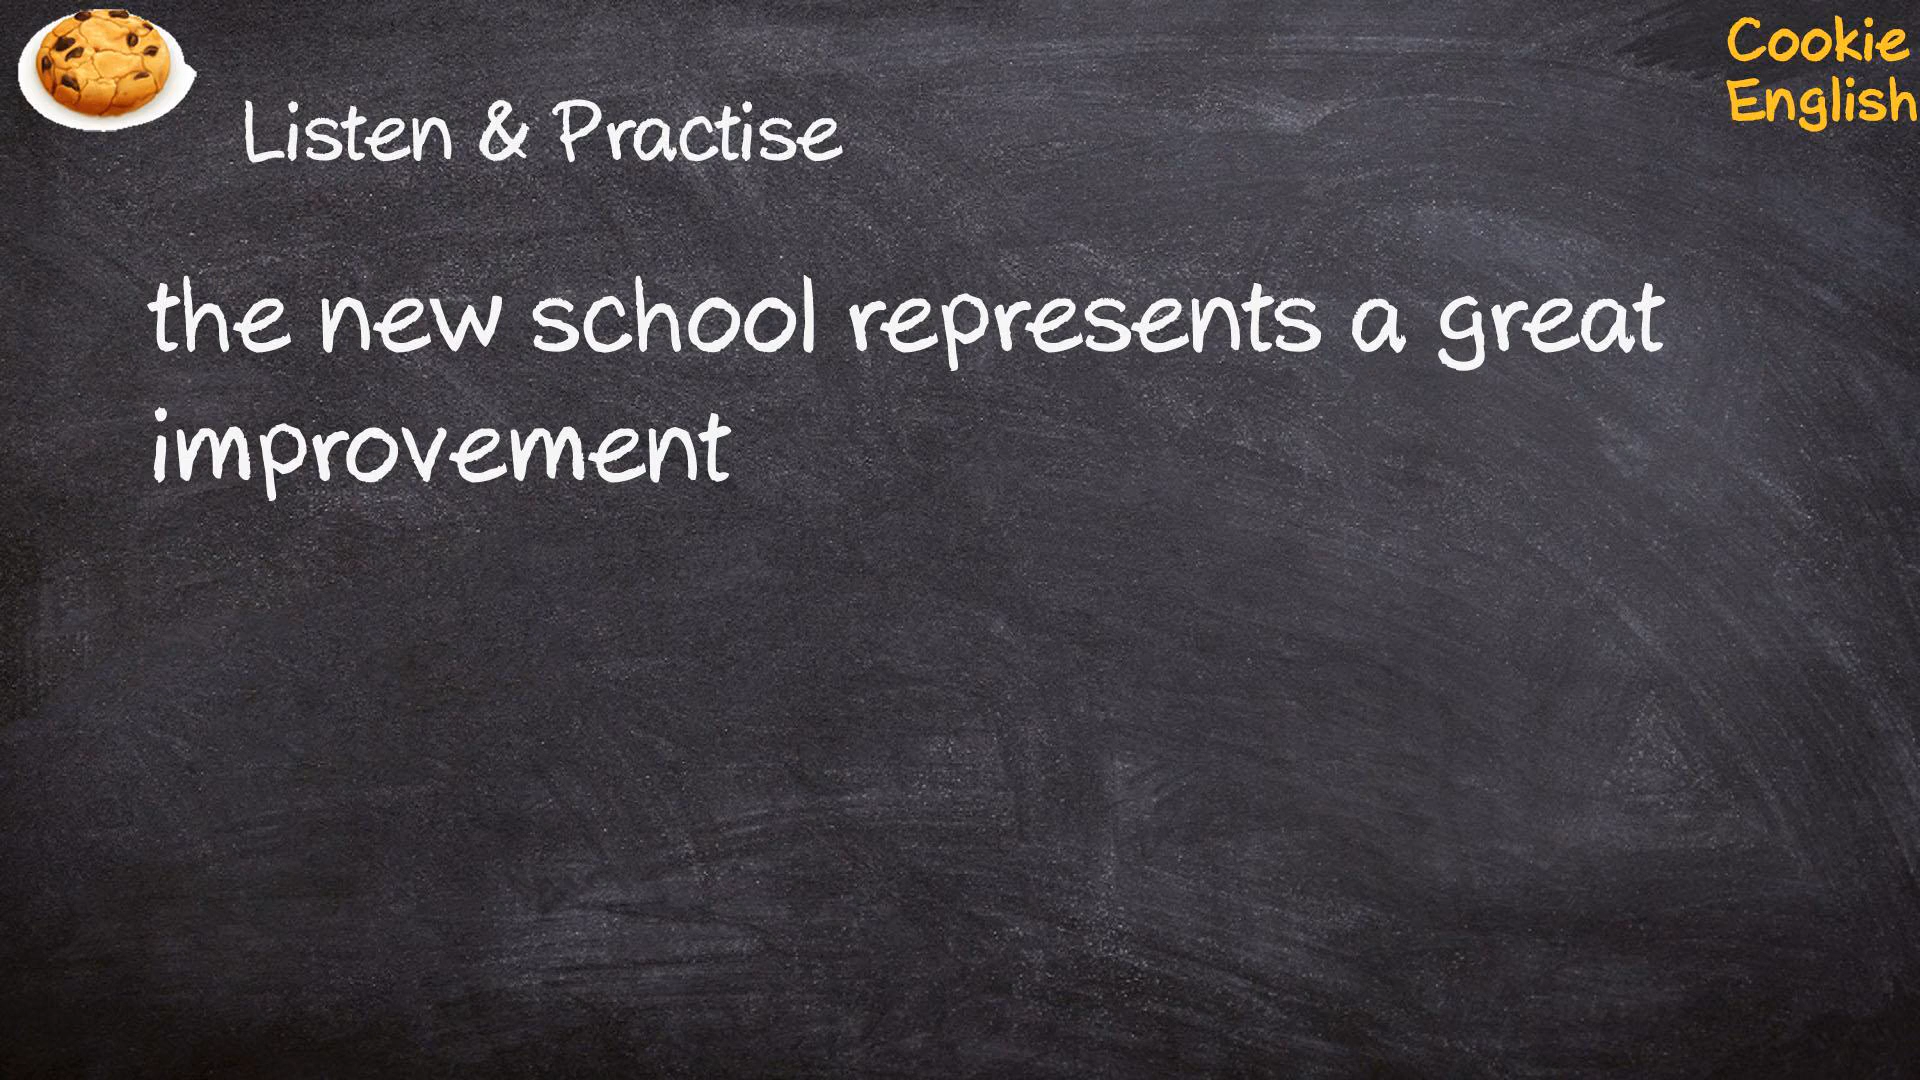 Cookie
English
Listen & Practise
the new school represents a great
improvement